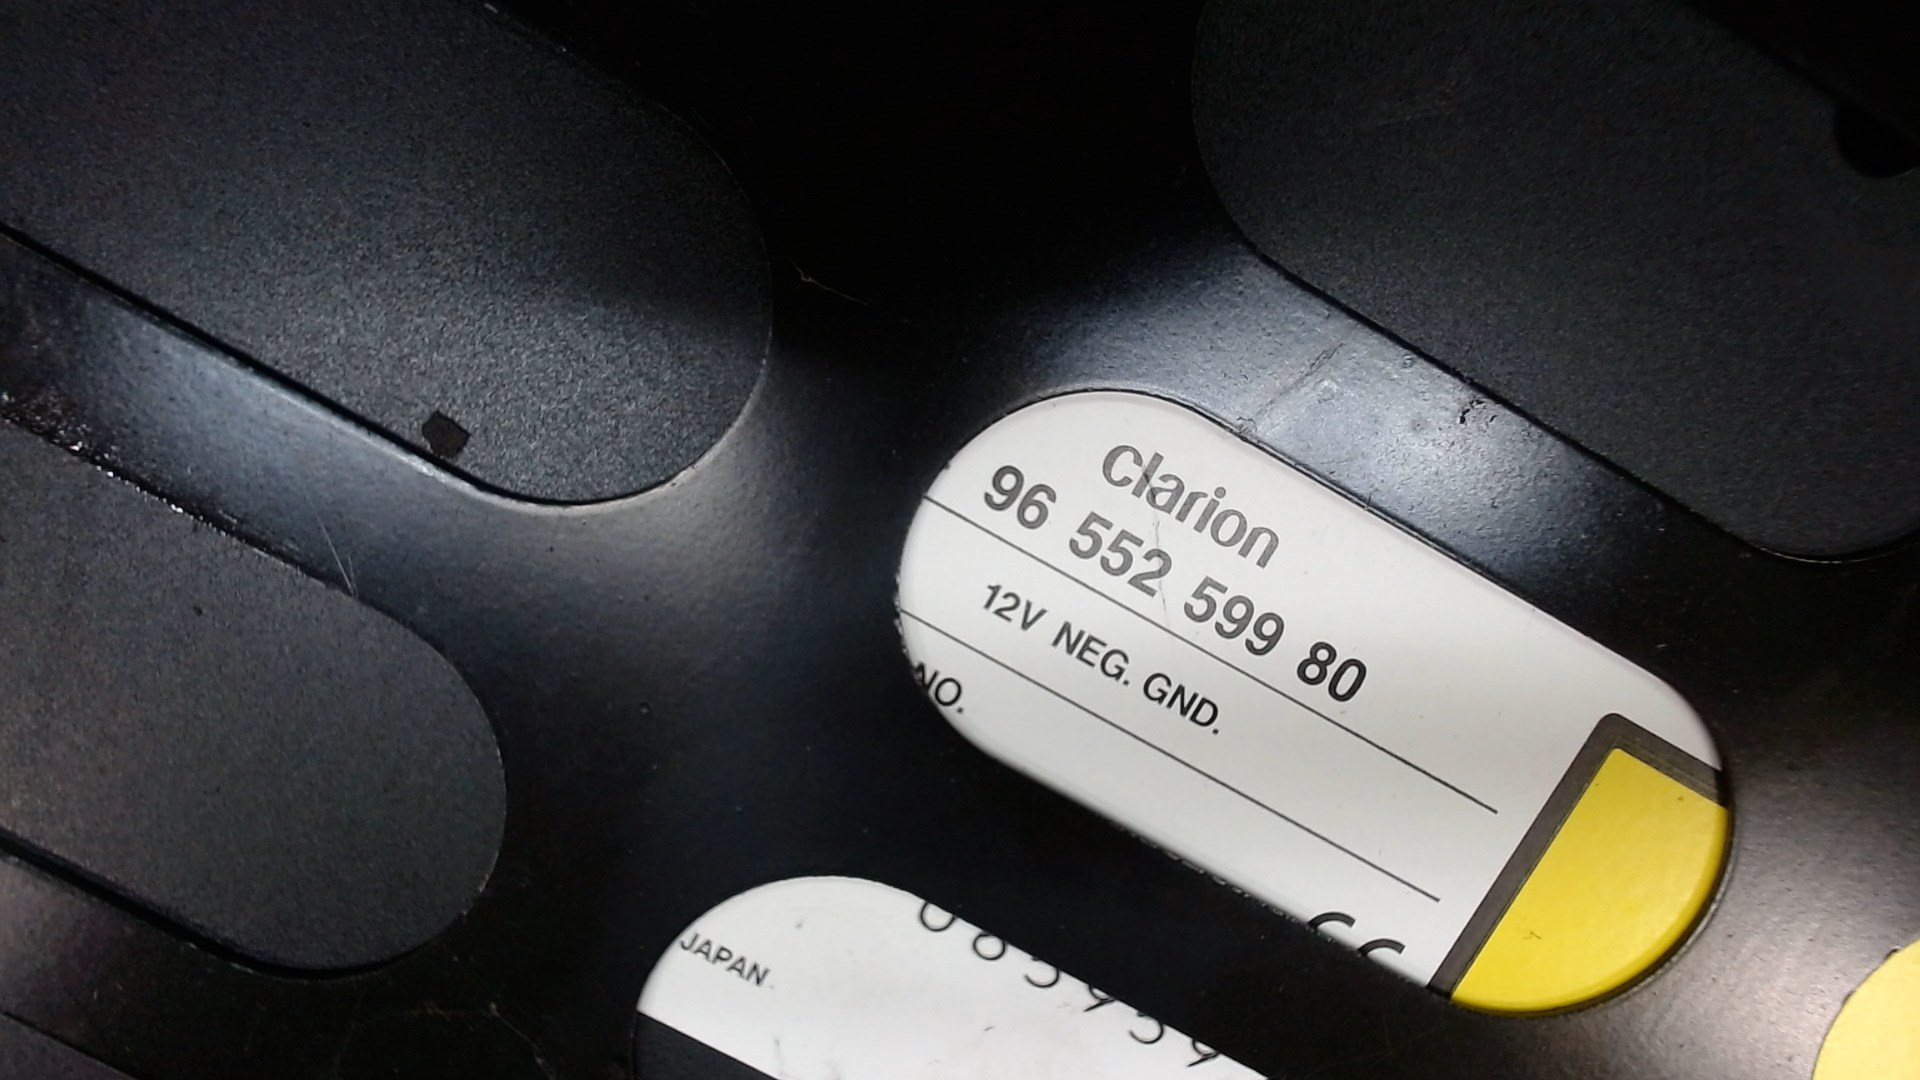 clarion
96 552 599 80
12V NEG. GND.
NO.
JAPAN